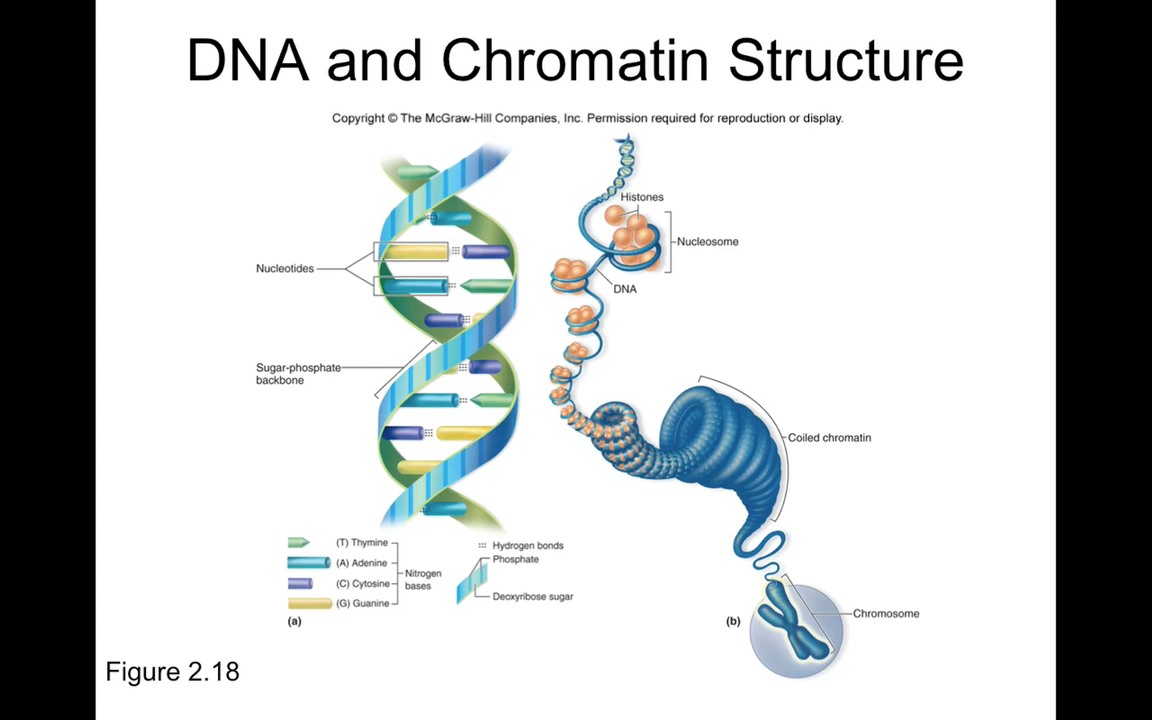 DNA and Chromatin Structure
Copyright © The McGraw-Hill Companies, Inc. Permission required for reproduction or display.
Nucleotides
Sugar-phosphate
backbone
(T) Thymine
(A) Adenine
(C) Cytosine
(G) Guanine
Nitrogen
bases
Hydrogen bonds
Phosphate
Deoxyribose sugar
(a)
Histones
Nucleosome
DNA
Coiled chromatin
Chromosome
(b)
Figure 2.18